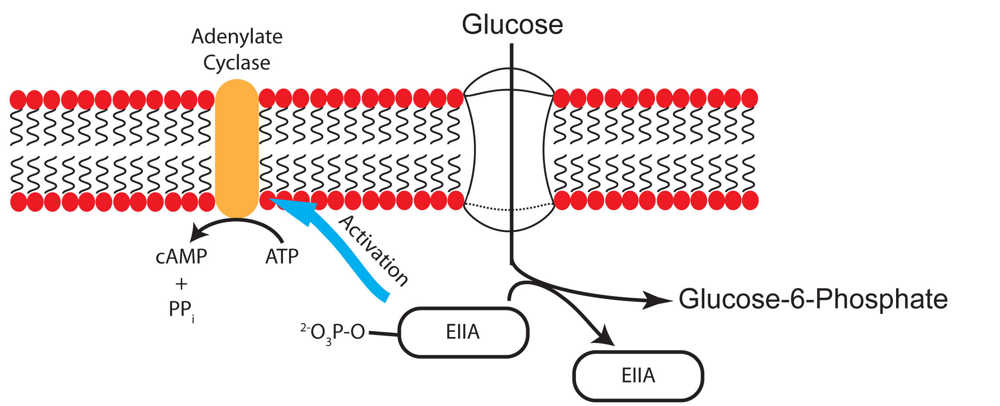 Glucose
Adenylate
Cyclase
Activation
cAMP
ATP
+
PPi
Glucose-6-Phosphate
2-O3P-O
EIIA
EIIA